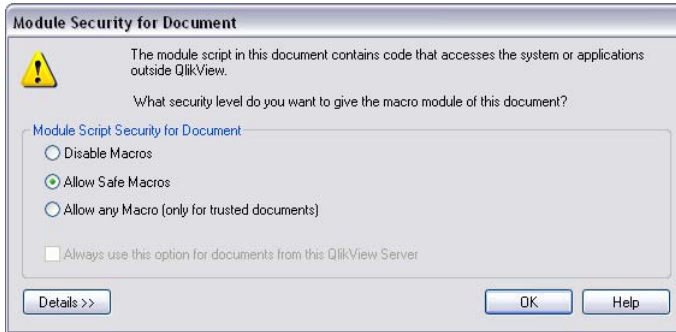 Module Security for Document
The module script in this document contains code that accesses the system or applications
outside QlikView.
What security level do you want to give the macro module of this document?
Module Script Security for Document
Disable Macros
Allow Safe Macros
Allow any Macro (only for trusted documents)
Always use this option for documents from this QlikView Server
Details >>
OK
Help